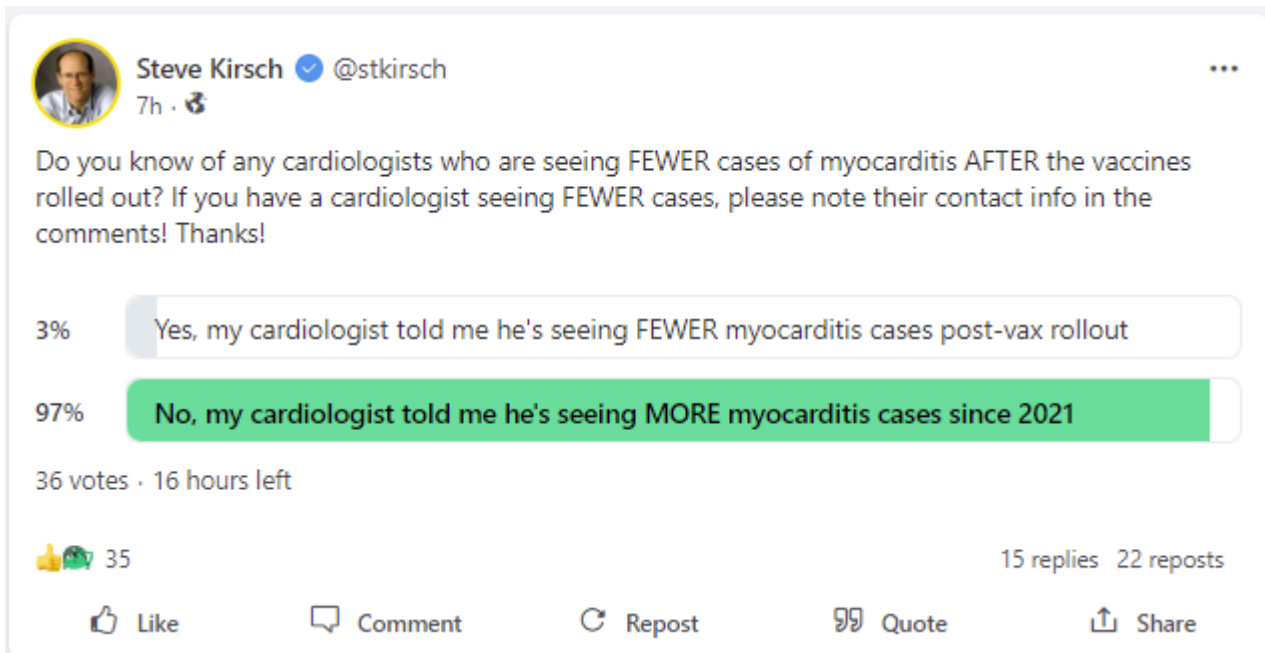 Steve Kirsch @stkirsch
7h ·
Do you know of any cardiologists who are seeing FEWER cases of myocarditis AFTER the vaccines
rolled out? If you have a cardiologist seeing FEWER cases, please note their contact info in the
comments! Thanks!
3% Yes, my cardiologist told me he's seeing FEWER myocarditis cases post-vax rollout
97% No, my cardiologist told me he's seeing MORE myocarditis cases since 2021
36 votes · 16 hours left
35 15 replies 22 reposts
Like Comment Repost Quote Share